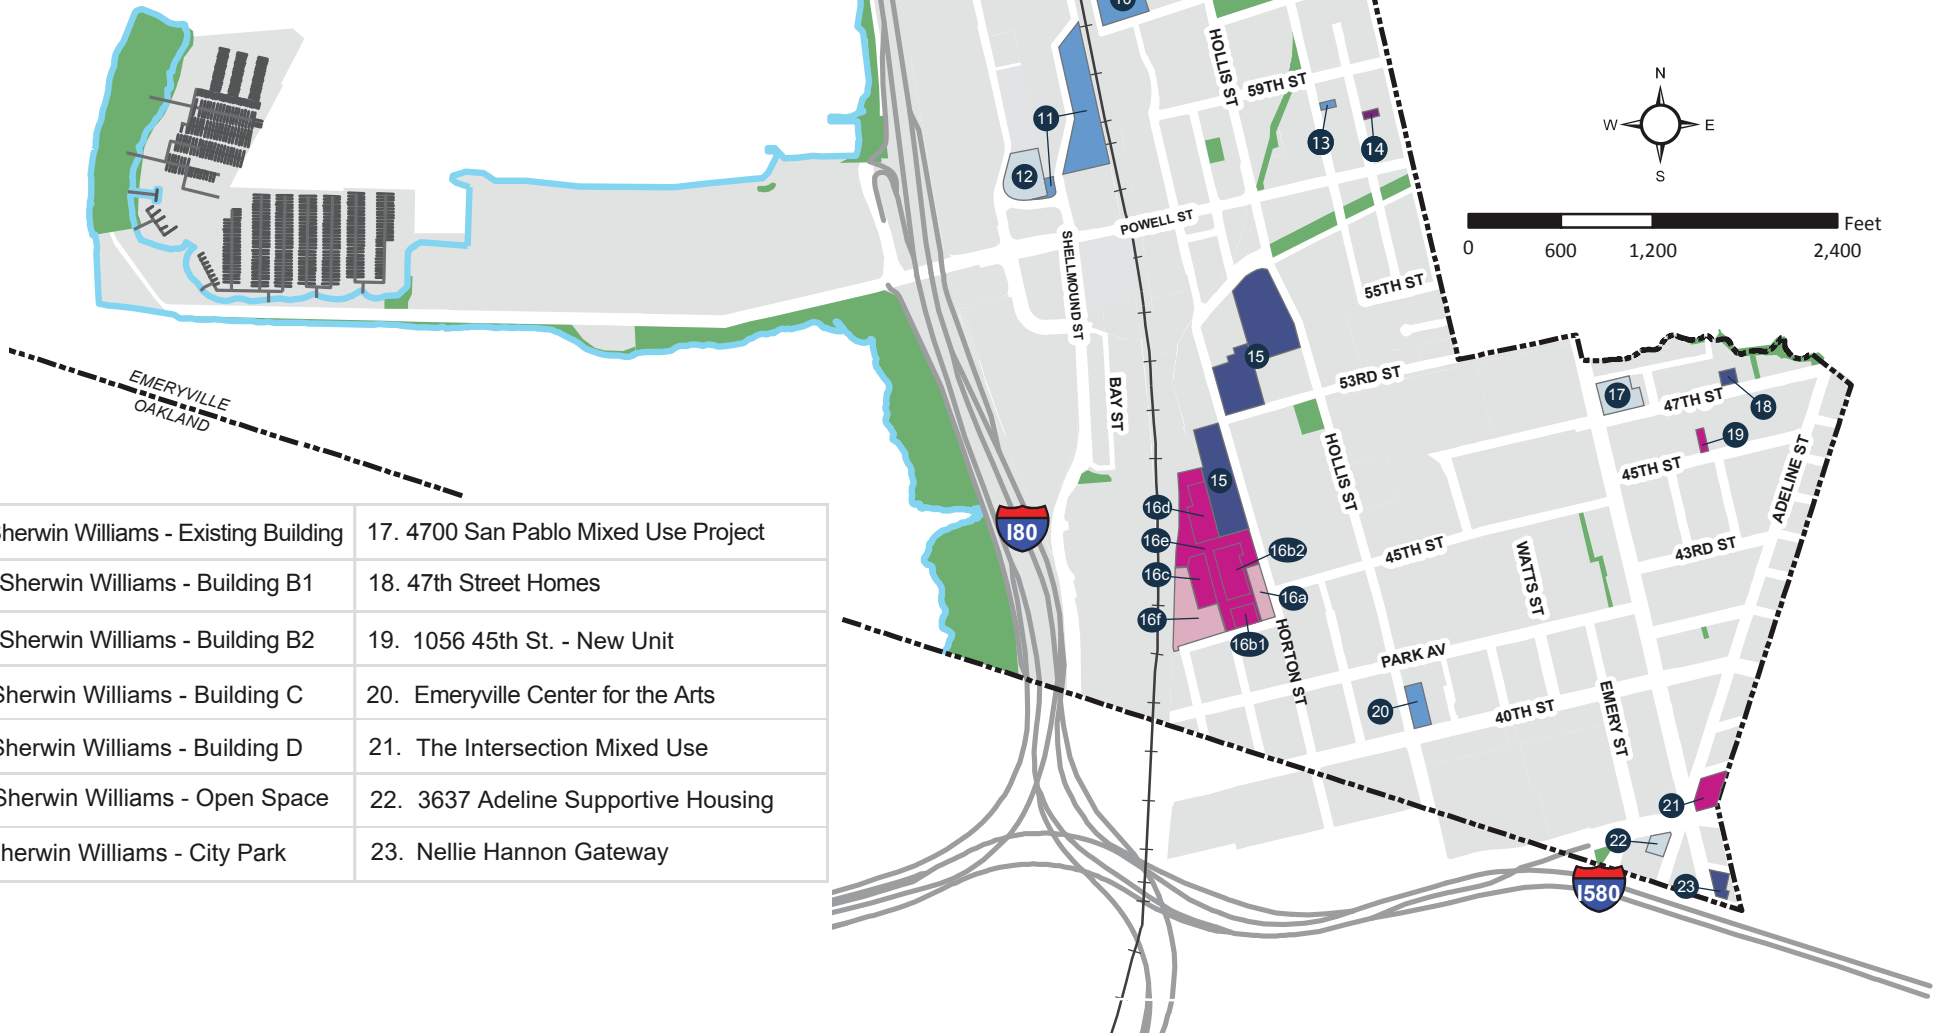 10
HOLLIS ST
59TH ST
11
12
13
14
N
W E
S
Feet
0 600 1,200 2,400
POWELL ST
SHELLMOUND ST
55TH ST
BAY ST
15
53RD ST
EMERYVILLE
OAKLAND
17
47TH ST
18
19
45TH ST
ADELINE ST
HOLLIS ST
15
16d
16e
16b2
16c
16a
16f
16b1
I80
45TH ST
WATTS ST
43RD ST
HORTON ST
PARK AV
20
40TH ST
EMERY ST
21
22
23
I580
Sherwin Williams - Existing Building 17. 4700 San Pablo Mixed Use Project
Sherwin Williams - Building B1 18. 47th Street Homes
Sherwin Williams - Building B2 19. 1056 45th St. - New Unit
Sherwin Williams - Building C 20. Emeryville Center for the Arts
Sherwin Williams - Building D 21. The Intersection Mixed Use
Sherwin Williams - Open Space 22. 3637 Adeline Supportive Housing
herwin Williams - City Park 23. Nellie Hannon Gateway